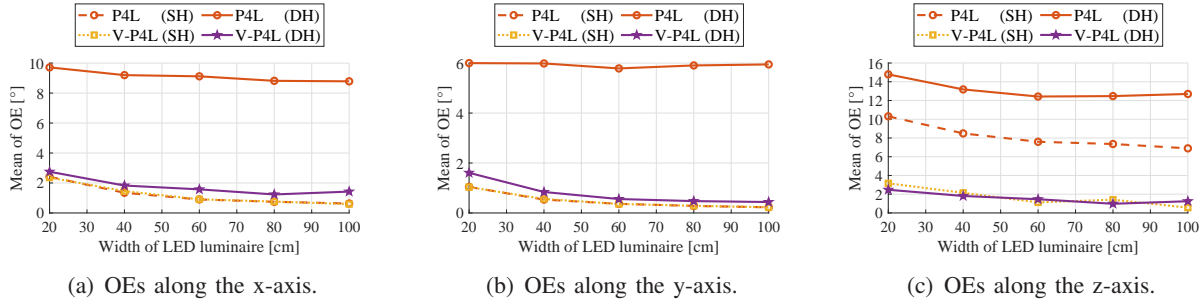 P4L (SH) P4L (DH)
V-P4L (SH) V-P4L (DH)
Mean of OE [°]
10
8
6
4
2
0
20 30 40 50 60 70 80 90 100
Width of LED luminaire [cm]
(a) OEs along the x-axis.
P4L (SH) P4L (DH)
V-P4L (SH) V-P4L (DH)
Mean of OE [°]
6
4
2
0
20 30 40 50 60 70 80 90 100
Width of LED luminaire [cm]
(b) OEs along the y-axis.
P4L (SH) P4L (DH)
V-P4L (SH) V-P4L (DH)
Mean of OE [°]
16
14
12
10
8
6
4
2
0
20 30 40 50 60 70 80 90 100
Width of LED luminaire [cm]
(c) OEs along the z-axis.